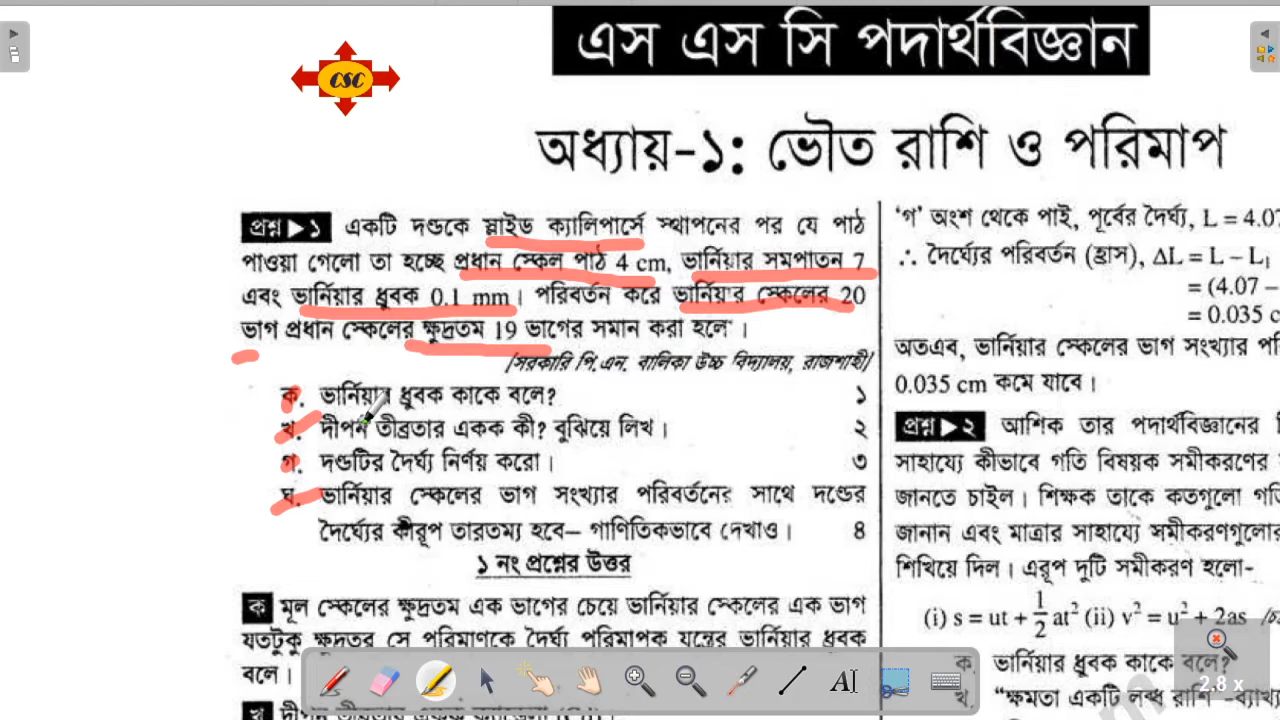 এস এস সি পদার্থবিজ্ঞান
CSC
অধ্যায়-১: ভৌত রাশি ও পরিমাপ
প্রশ্ন ▶ ১ একটি দণ্ডকে স্লাইড ক্যালিপার্সে স্থাপনের পর যে পাঠ
পাওয়া গেলো তা হচ্ছে প্রধান স্কেল পাঠ 4 cm, ভার্নিয়ার সমপাতন 7
এবং ভার্নিয়ার ধ্রুবক 0.1 mm। পরিবর্তন করে ভার্নিয়ার স্কেলের 20
ভাগ প্রধান স্কেলের ক্ষুদ্রতম 19 ভাগের সমান করা হলে।
[সরকারি পি.এন. বালিকা উচ্চ বিদ্যালয়, রাজশাহী]
ক. ভার্নিয়ার ধ্রুবক কাকে বলে? ১
খ. দীপন তীব্রতার একক কী? বুঝিয়ে লিখ। ২
গ. দণ্ডটির দৈর্ঘ্য নির্ণয় করো। ৩
ঘ. ভার্নিয়ার স্কেলের ভাগ সংখ্যার পরিবর্তনের সাথে দণ্ডের
দৈর্ঘ্যের কীরূপ তারতম্য হবে– গাণিতিকভাবে দেখাও। ৪
১ নং প্রশ্নের উত্তর
ক মূল স্কেলের ক্ষুদ্রতম এক ভাগের চেয়ে ভার্নিয়ার স্কেলের এক ভাগ
যতটুকু ক্ষুদ্রতর সে পরিমাণকে দৈর্ঘ্য পরিমাপক যন্ত্রের ভার্নিয়ার ধ্রুবক
বলে।
খ দীপন তীব্রতার একক
‘গ’ অংশ থেকে পাই, পূর্বের দৈর্ঘ্য, L = 4.07
∴ দৈর্ঘ্যের পরিবর্তন (হ্রাস), ΔL = L – L₁
= (4.07 –
= 0.035 c
অতএব, ভার্নিয়ার স্কেলের ভাগ সংখ্যার পরি
0.035 cm কমে যাবে।
প্রশ্ন ▶ ২ আশিক তার পদার্থবিজ্ঞানের
সাহায্যে কীভাবে গতি বিষয়ক সমীকরণের
জানতে চাইল। শিক্ষক তাকে কতগুলো গতি
জানান এবং মাত্রার সাহায্যে সমীকরণগুলোর
শিখিয়ে দিল। এরূপ দুটি সমীকরণ হলো-
(i) s = ut + 1/2 at² (ii) v² = u² + 2as
ক. ভার্নিয়ার ধ্রুবক কাকে বলে?
খ. “ক্ষমতা একটি লব্ধ রাশি -ব্যাখ
2.8 x